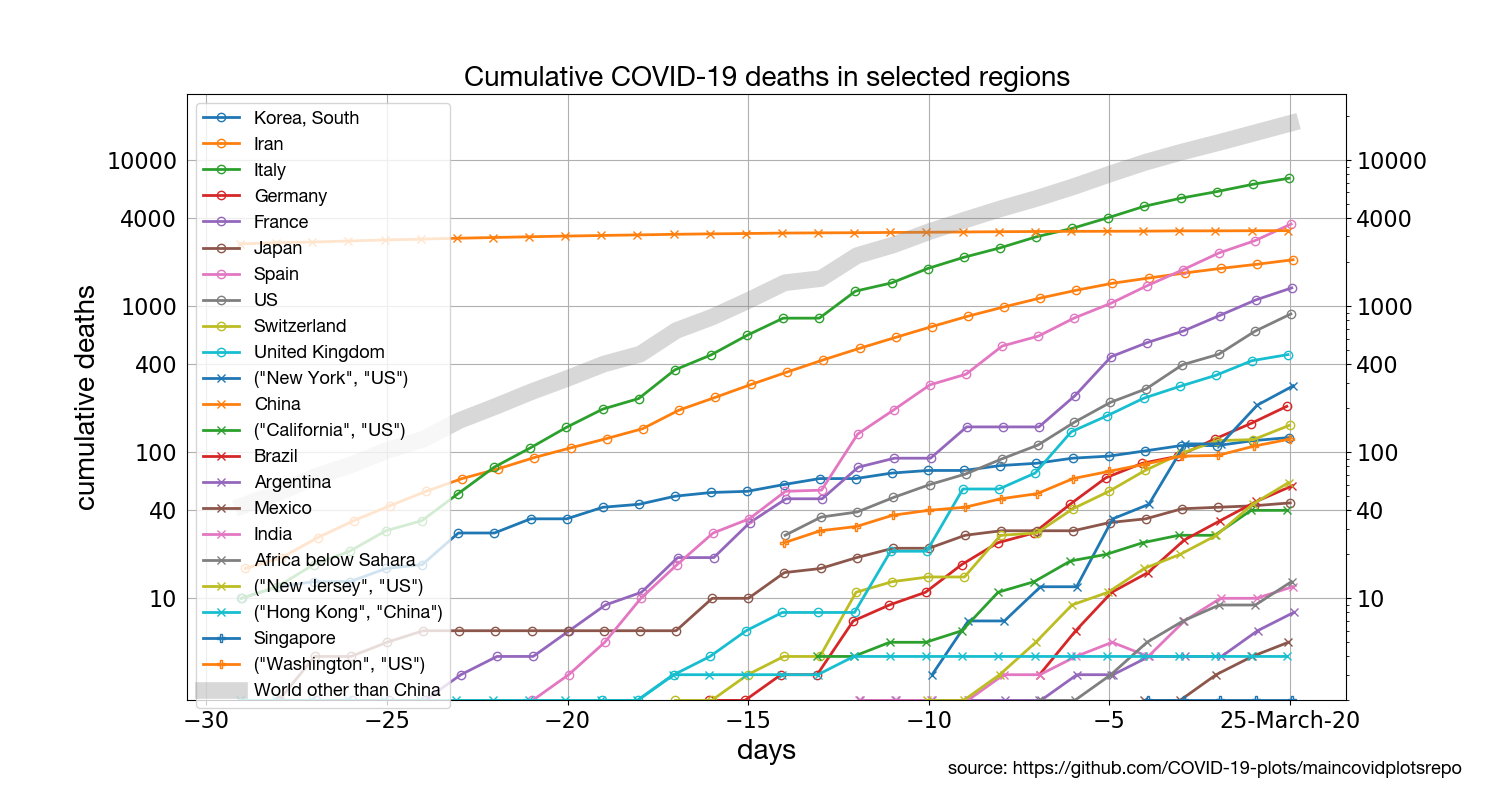 Cumulative COVID-19 deaths in selected regions
cumulative deaths
10000
4000
1000
400
100
40
10
Korea, South
Iran
Italy
Germany
France
Japan
Spain
US
Switzerland
United Kingdom
("New York", "US")
China
("California", "US")
Brazil
Argentina
Mexico
India
Africa below Sahara
("New Jersey", "US")
("Hong Kong", "China")
Singapore
("Washington", "US")
World other than China
10000
4000
1000
400
100
40
10
−30 −25 −20 −15 −10 −5 25-March-20
days
source: https://github.com/COVID-19-plots/maincovidplotsrepo